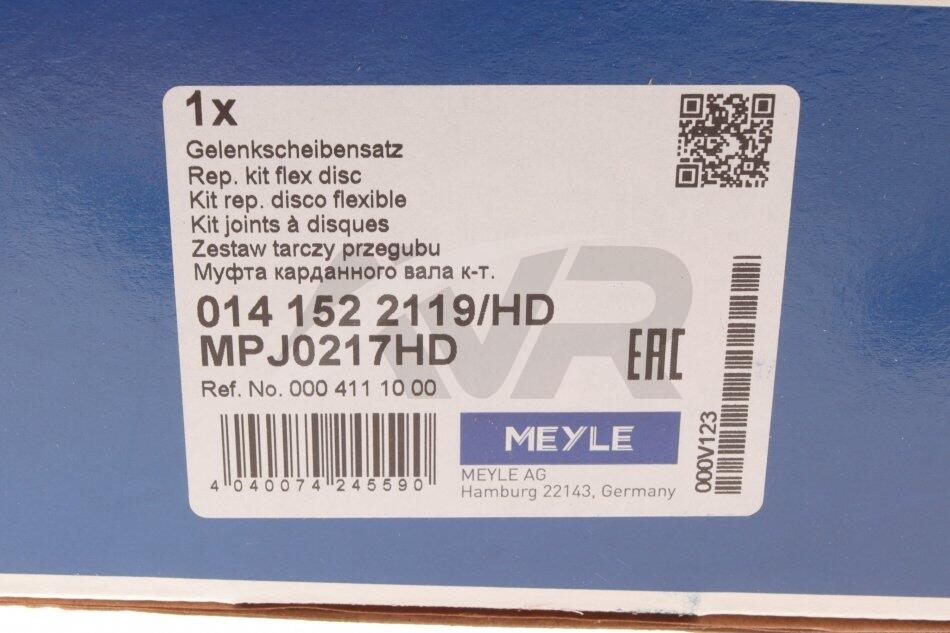 1x
Gelenkscheibensatz
Rep. kit flex disc
Kit rep. disco flexible
Kit joints à disques
Zestaw tarczy przegubu
Муфта карданного вала к-т.
014 152 2119/HD
MPJ0217HD
EAC
Ref. No. 000 411 10 00
MEYLE
MEYLE AG
Hamburg 22143, Germany
4 040074 245590
000V123
VR